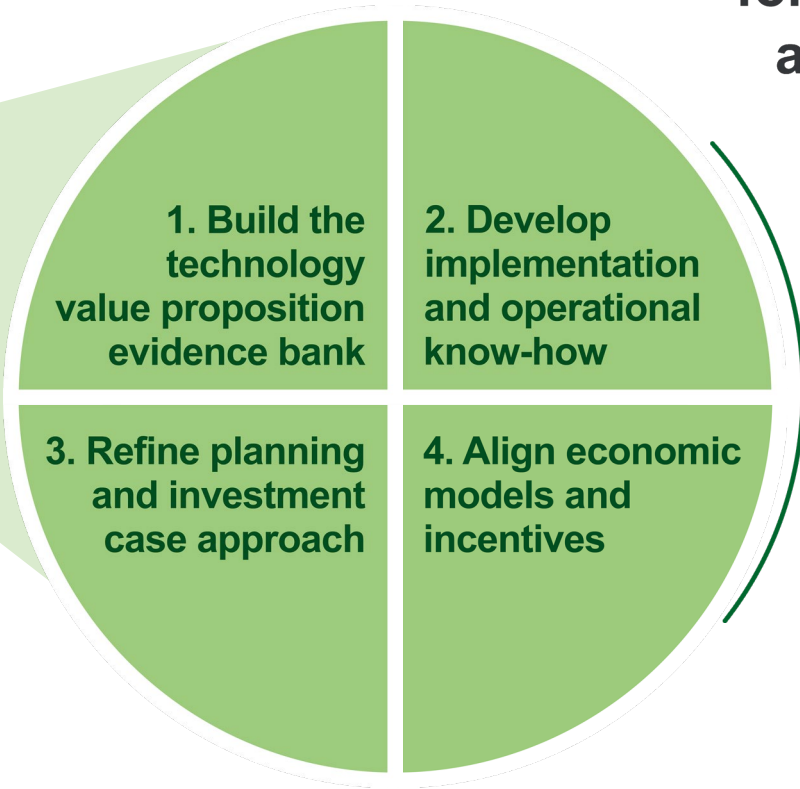 a
1. Build the
technology
value proposition
evidence bank
2. Develop
implementation
and operational
know-how
3. Refine planning
and investment
case approach
4. Align economic
models and
incentives